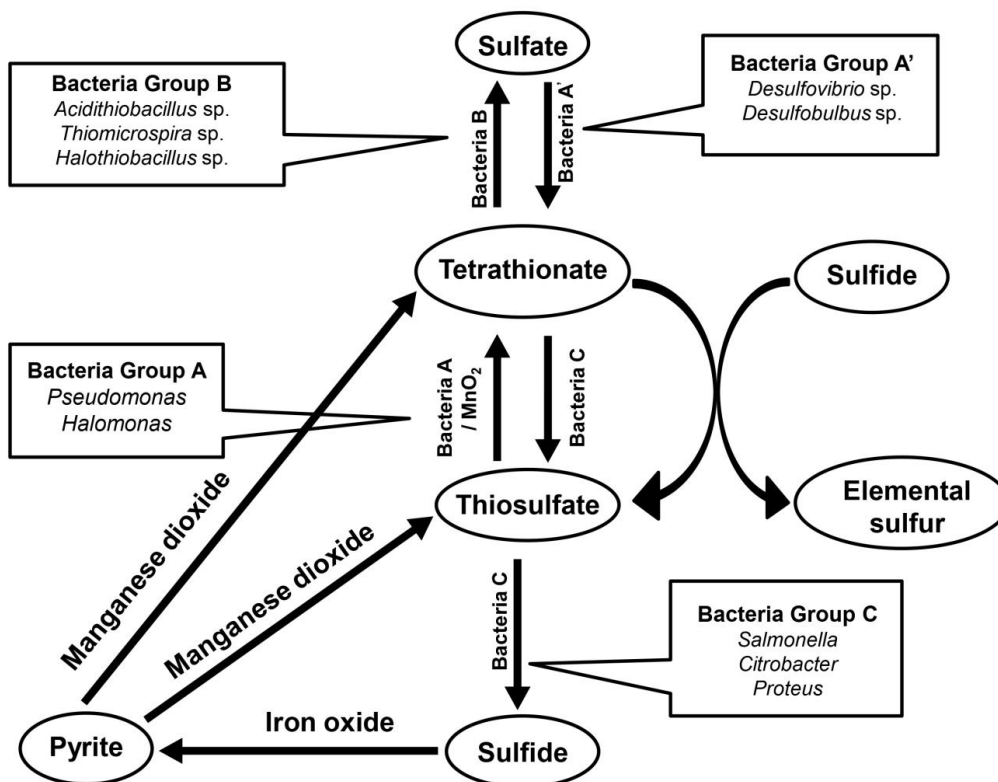 Sulfate
Bacteria Group B
Acidithiobacillus sp.
Thiomicrospira sp.
Halothiobacillus sp.
Bacteria Group A'
Desulfovibrio sp.
Desulfobulbus sp.
Bacteria B
Bacteria A'
Tetrathionate
Sulfide
Bacteria Group A
Pseudomonas
Halomonas
Bacteria A
/ MnO₂
Bacteria C
Manganese dioxide
Thiosulfate
Elemental
sulfur
Manganese dioxide
Bacteria C
Bacteria Group C
Salmonella
Citrobacter
Proteus
Pyrite
Iron oxide
Sulfide